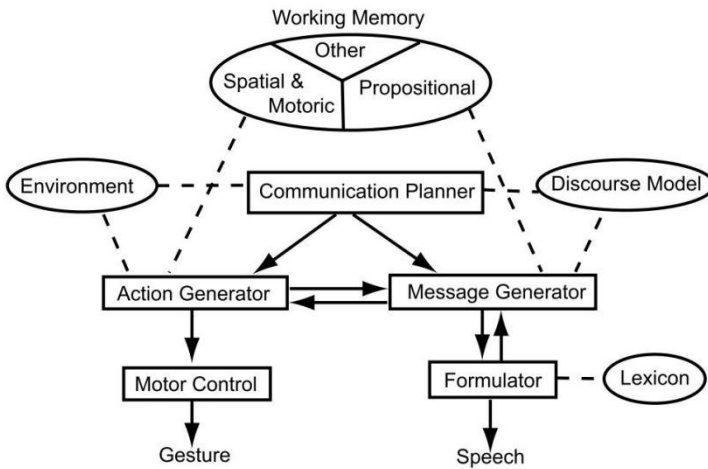 Working Memory
Other
Spatial &
Motoric
Propositional
Environment
Communication Planner
Discourse Model
Action Generator
Message Generator
Motor Control
Formulator
Lexicon
Gesture
Speech